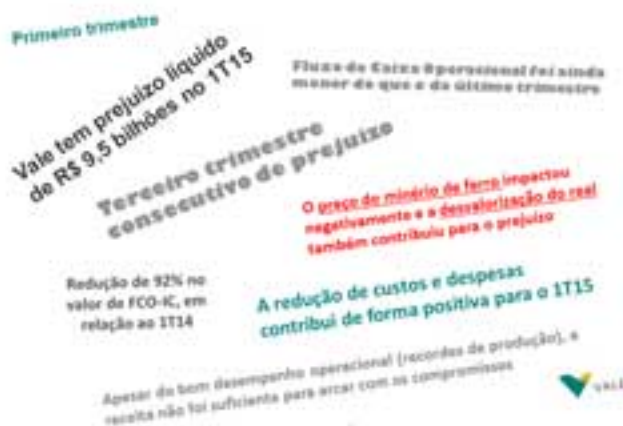 Primeiro trimestre
Vale tem prejuízo líquido
de R$ 9,5 bilhões no 1T15
Fluxo de Caixa Operacional foi ainda
menor do que o do último trimestre
Terceiro trimestre
consecutivo de prejuízo
O preço do minério de ferro impactou
negativamente e a desvalorização do real
também contribuiu para o prejuízo
Redução de 92% no
valor de FCO-IC, em
relação ao 1T14
A redução de custos e despesas
contribui de forma positiva para o 1T15
Apesar do bom desempenho operacional (recordes de produção), a
receita não foi suficiente para arcar com os compromissos
VALE